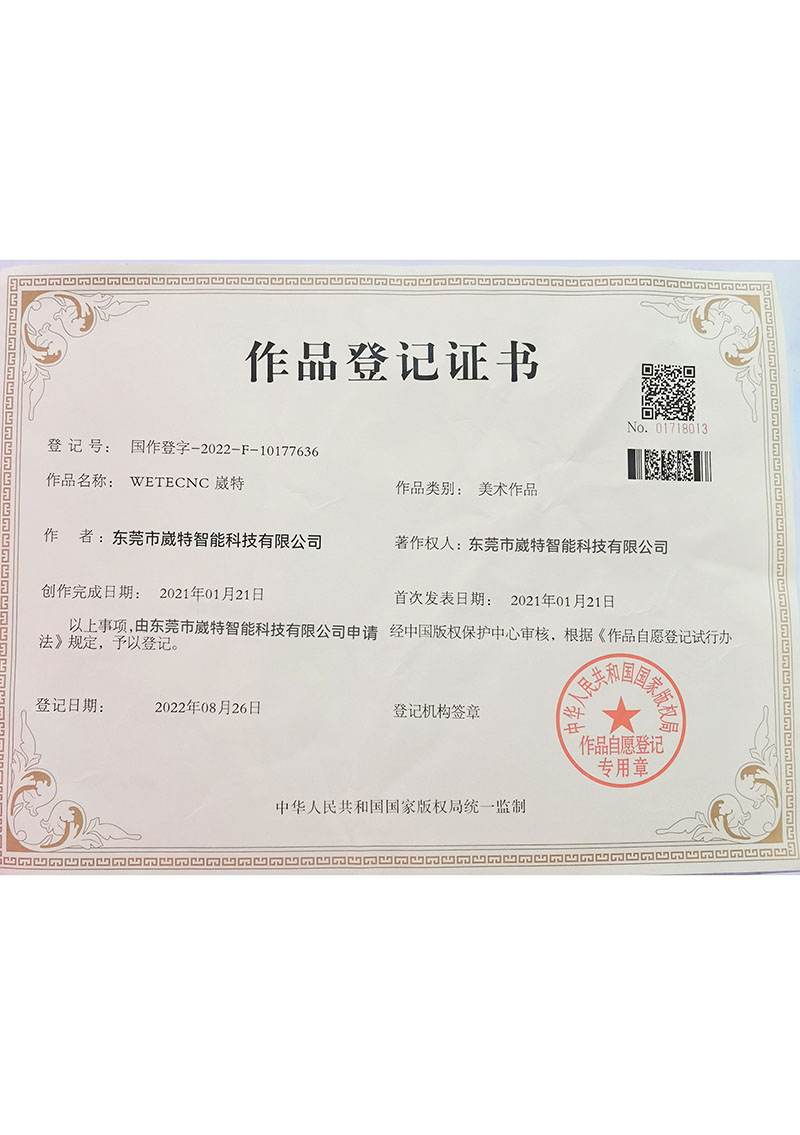 作品登记证书
No. 01718013
登 记 号： 国作登字-2022-F-10177636
作品名称： WETECNC 崴特
作品类别： 美术作品
作 者：东莞市崴特智能科技有限公司
著作权人：东莞市崴特智能科技有限公司
创作完成日期： 2021年01月21日
首次发表日期： 2021年01月21日
以上事项，由东莞市崴特智能科技有限公司申请 经中国版权保护中心审核，根据《作品自愿登记试行办
法》规定，予以登记。
登记日期： 2022年08月26日
登记机构签章
中华人民共和国国家版权局
作品自愿登记
专用章
中华人民共和国国家版权局统一监制